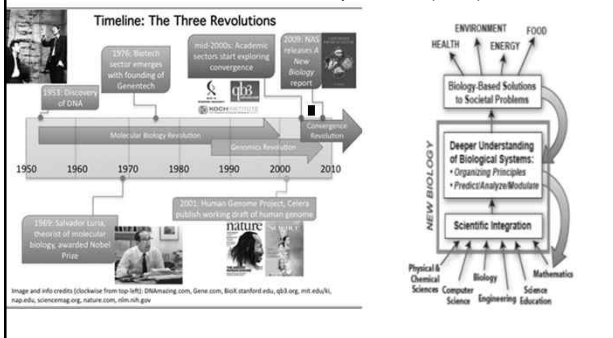 Timeline: The Three Revolutions
1953: Discovery
of DNA
1976: Biotech
sector emerges
with founding of
Genentech
mid-2000s: Academic
sectors start exploring
convergence
2009: NAS
releases A
New
Biology
report
qb3
KOCH INSTITUTE
Molecular Biology Revolution
Genomics Revolution
Convergence
Revolution
1950
1960
1970
1980
1990
2000
2010
1969: Salvador Luria,
theorist of molecular
biology, awarded Nobel
Prize
2001: Human Genome Project, Celera
publish working draft of human genome
nature
Science
Image and info credits (clockwise from top-left): DNAmazing.com, Gene.com, BioX.stanford.edu, qb3.org, mit.edu/ki,
nap.edu, sciencemag.org, nature.com, nlm.nih.gov
HEALTH
ENVIRONMENT
ENERGY
FOOD
Biology-Based Solutions
to Societal Problems
NEW BIOLOGY
Deeper Understanding
of Biological Systems:
• Organizing Principles
• Predict/Analyze/Modulate
Scientific Integration
Physical &
Chemical
Sciences
Computer
Science
Biology
Engineering
Science
Education
Mathematics